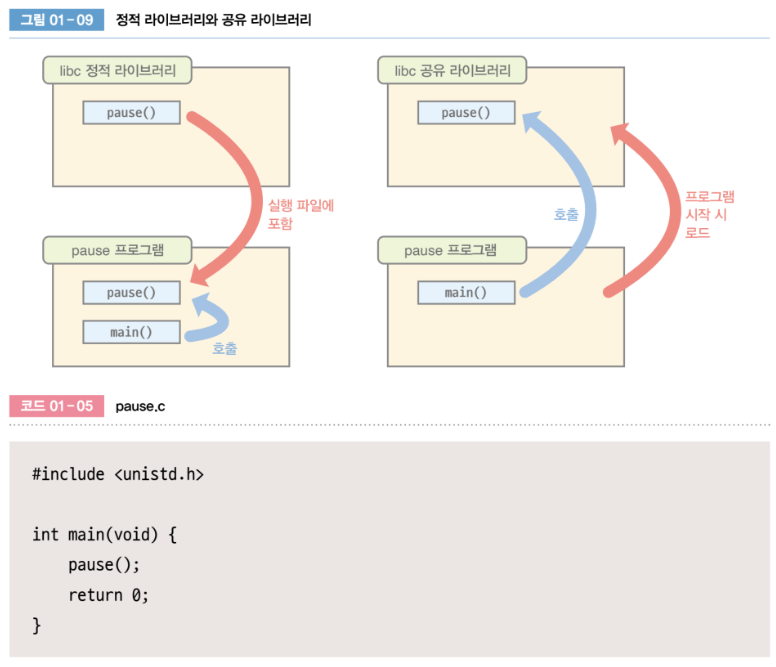 그림 01-09 정적 라이브러리와 공유 라이브러리
libc 정적 라이브러리
pause()
실행 파일에
포함
pause 프로그램
pause()
main()
호출
libc 공유 라이브러리
pause()
호출
프로그램
시작 시
로드
pause 프로그램
main()
코드 01-05 pause.c
#include <unistd.h>
int main(void) {
    pause();
    return 0;
}